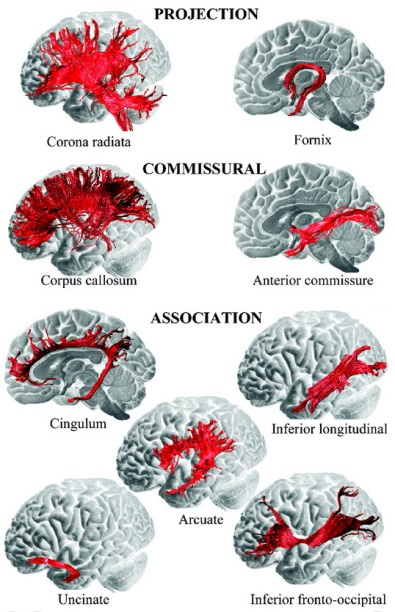 PROJECTION
Corona radiata
Fornix
COMMISSURAL
Corpus callosum
Anterior commissure
ASSOCIATION
Cingulum
Inferior longitudinal
Arcuate
Uncinate
Inferior fronto-occipital